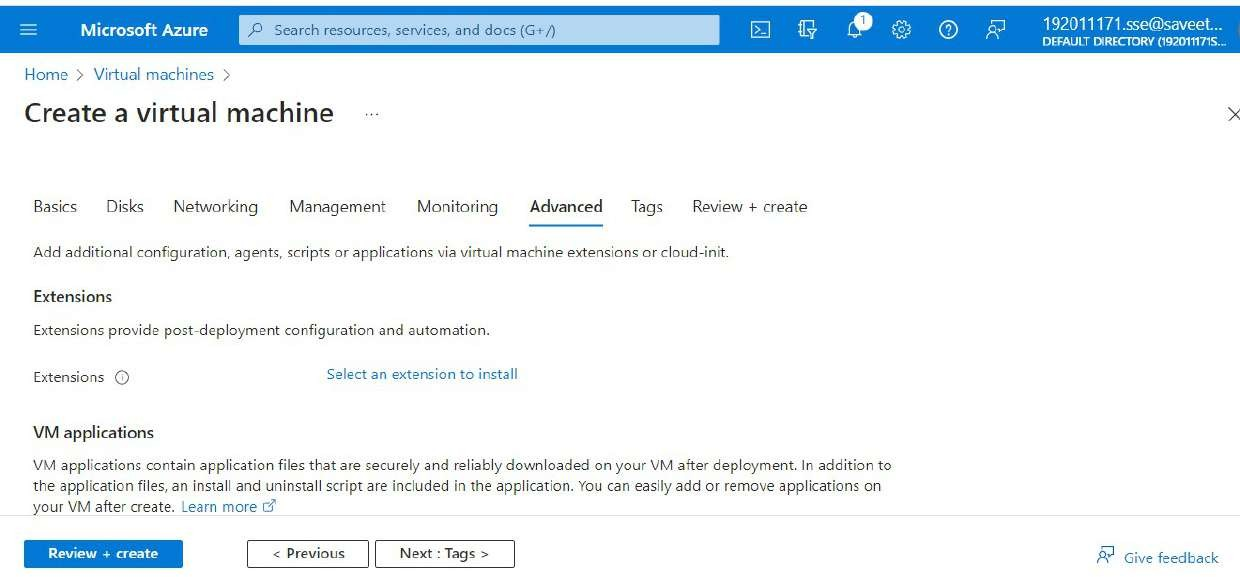 Microsoft Azure
Search resources, services, and docs (G+/)
1
192011171.sse@saveet...
DEFAULT DIRECTORY (192011171S...
Home > Virtual machines >
Create a virtual machine ...
Basics Disks Networking Management Monitoring Advanced Tags Review + create
Add additional configuration, agents, scripts or applications via virtual machine extensions or cloud-init.
Extensions
Extensions provide post-deployment configuration and automation.
Extensions
Select an extension to install
VM applications
VM applications contain application files that are securely and reliably downloaded on your VM after deployment. In addition to
the application files, an install and uninstall script are included in the application. You can easily add or remove applications on
your VM after create. Learn more
Review + create
< Previous
Next : Tags >
Give feedback